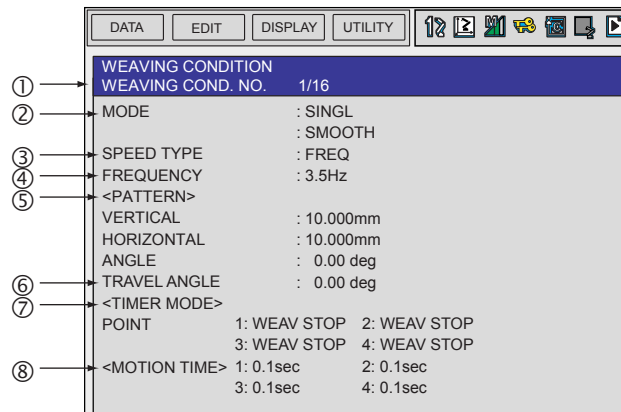 DATA EDIT DISPLAY UTILITY
WEAVING CONDITION
① WEAVING COND. NO. 1/16
② MODE : SINGL
: SMOOTH
③ SPEED TYPE : FREQ
④ FREQUENCY : 3.5Hz
⑤ <PATTERN>
VERTICAL : 10.000mm
HORIZONTAL : 10.000mm
ANGLE : 0.00 deg
⑥ TRAVEL ANGLE : 0.00 deg
⑦ <TIMER MODE>
POINT 1: WEAV STOP 2: WEAV STOP
3: WEAV STOP 4: WEAV STOP
⑧ <MOTION TIME> 1: 0.1sec 2: 0.1sec
3: 0.1sec 4: 0.1sec